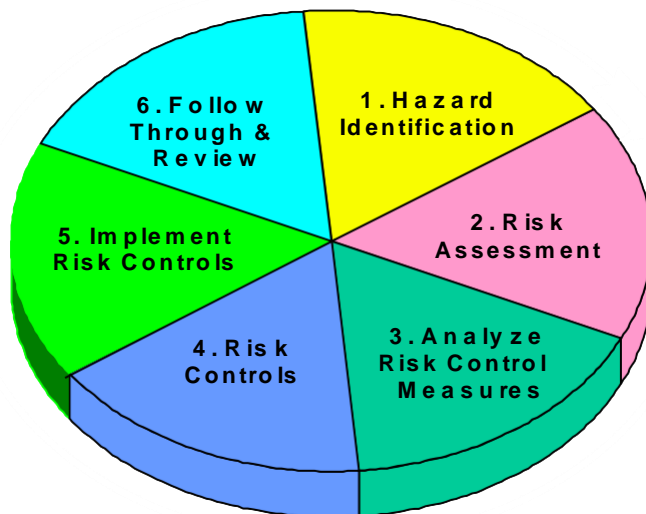 1. Hazard
Identification
2. Risk
Assessment
3. Analyze
Risk Control
Measures
4. Risk
Controls
5. Implement
Risk Controls
6. Follow
Through &
Review